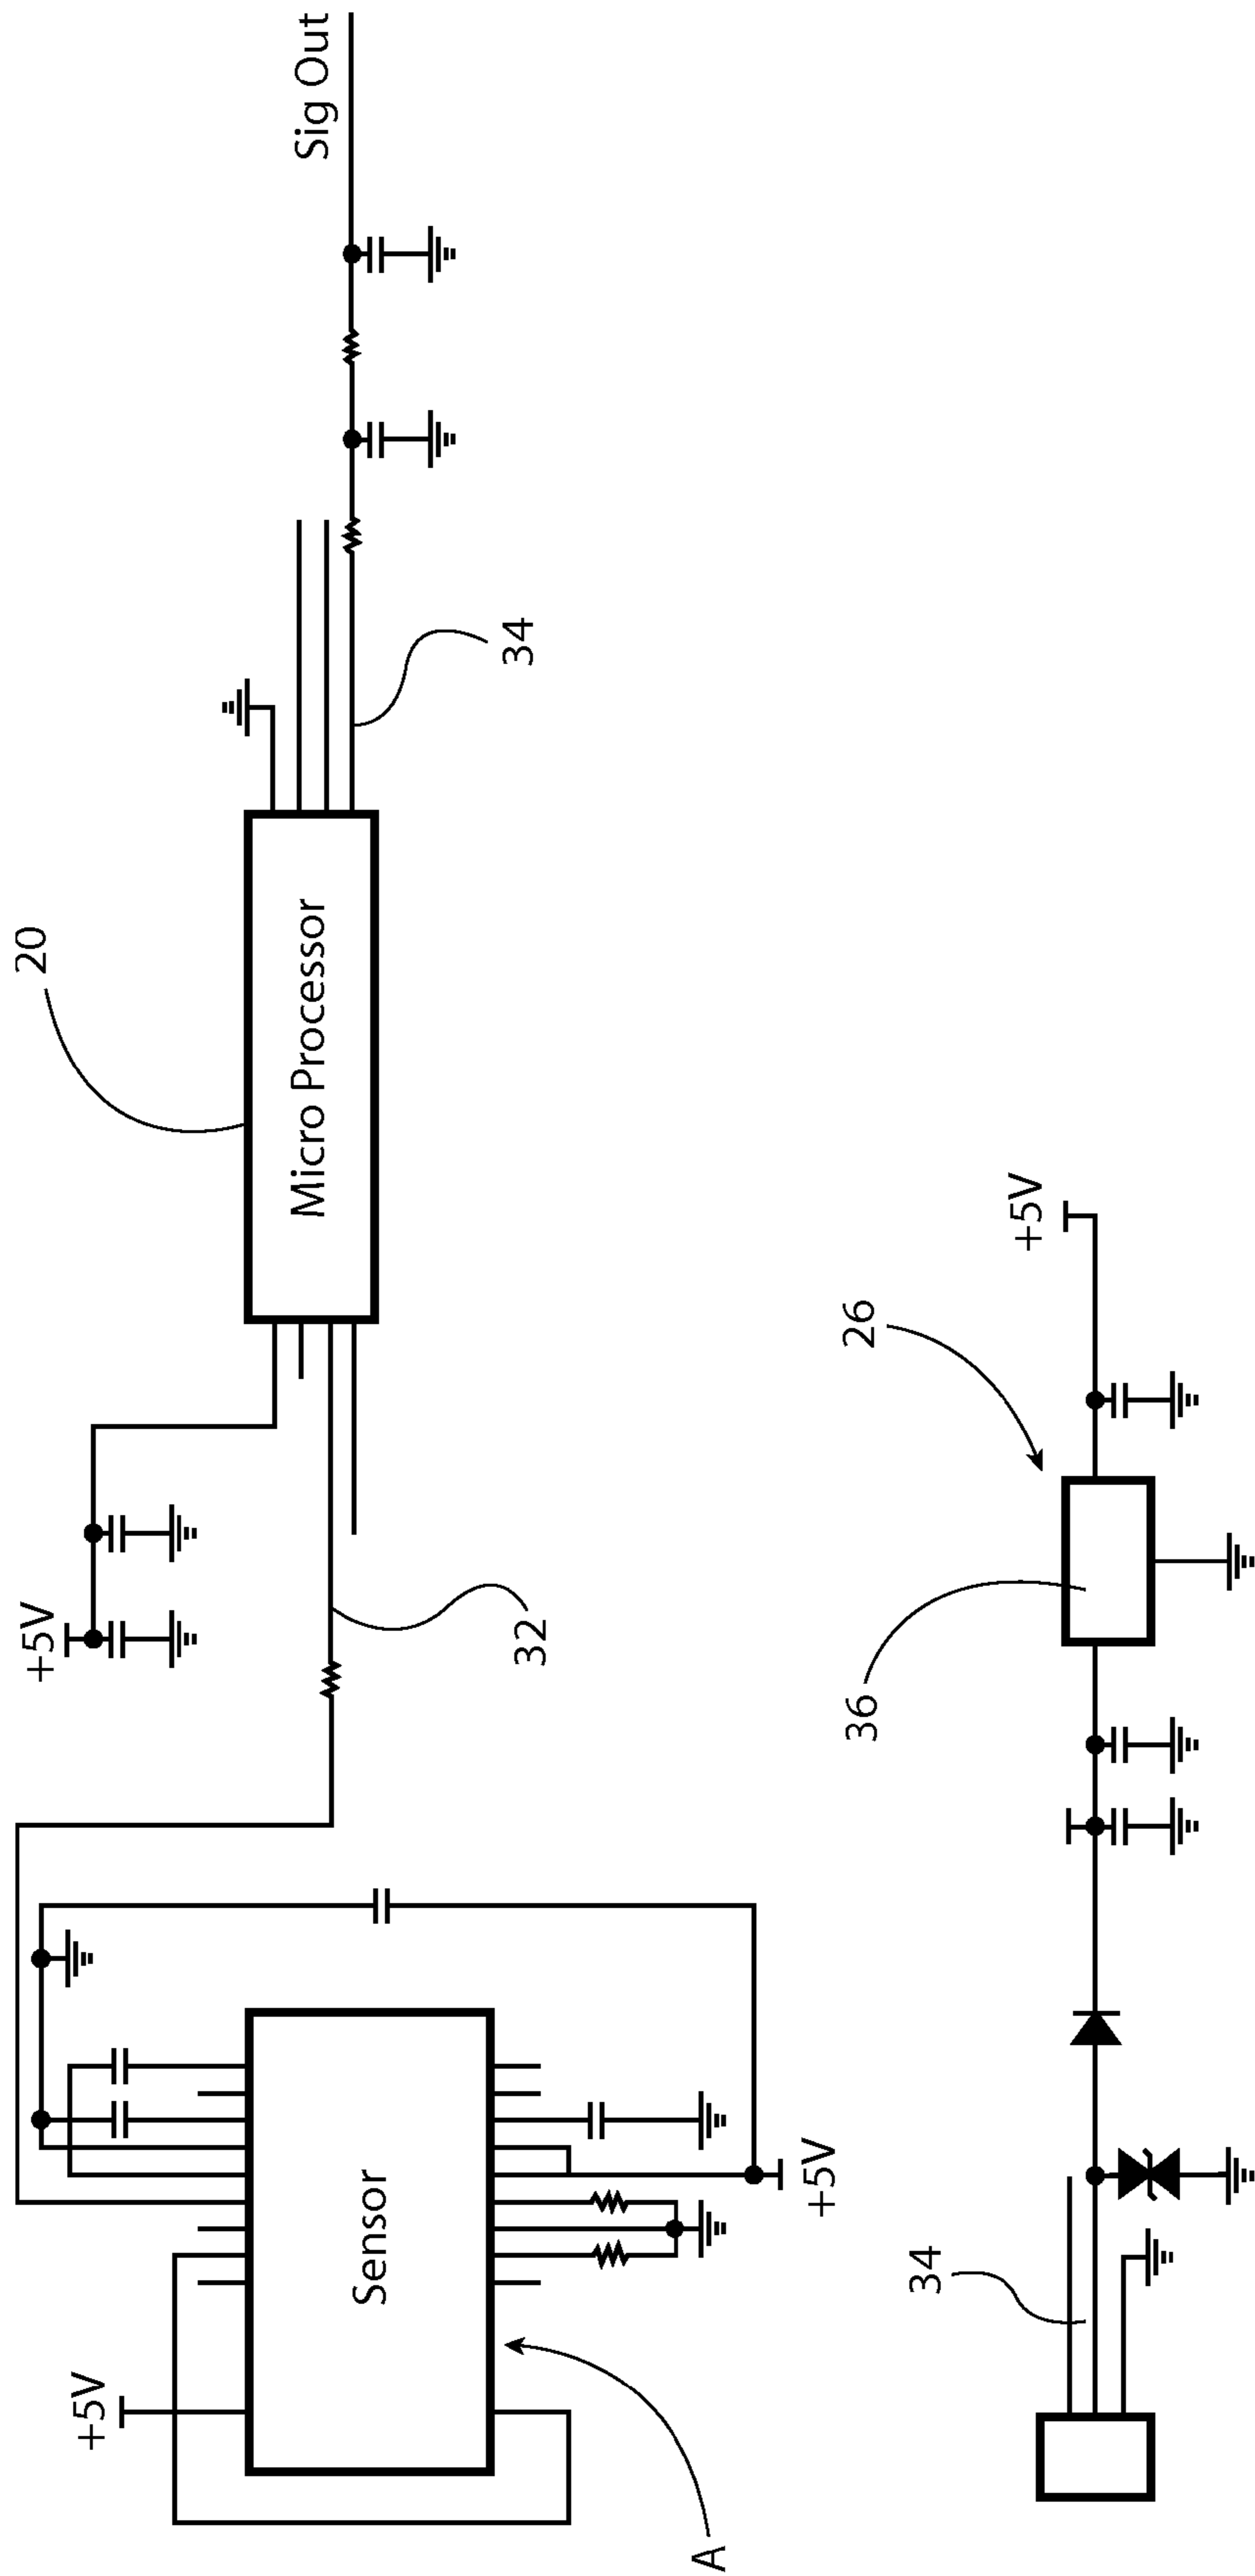 Sig Out
34
20
Micro Processor
+5V
32
+5V
Sensor
+5V
A
+5V
26
36
34